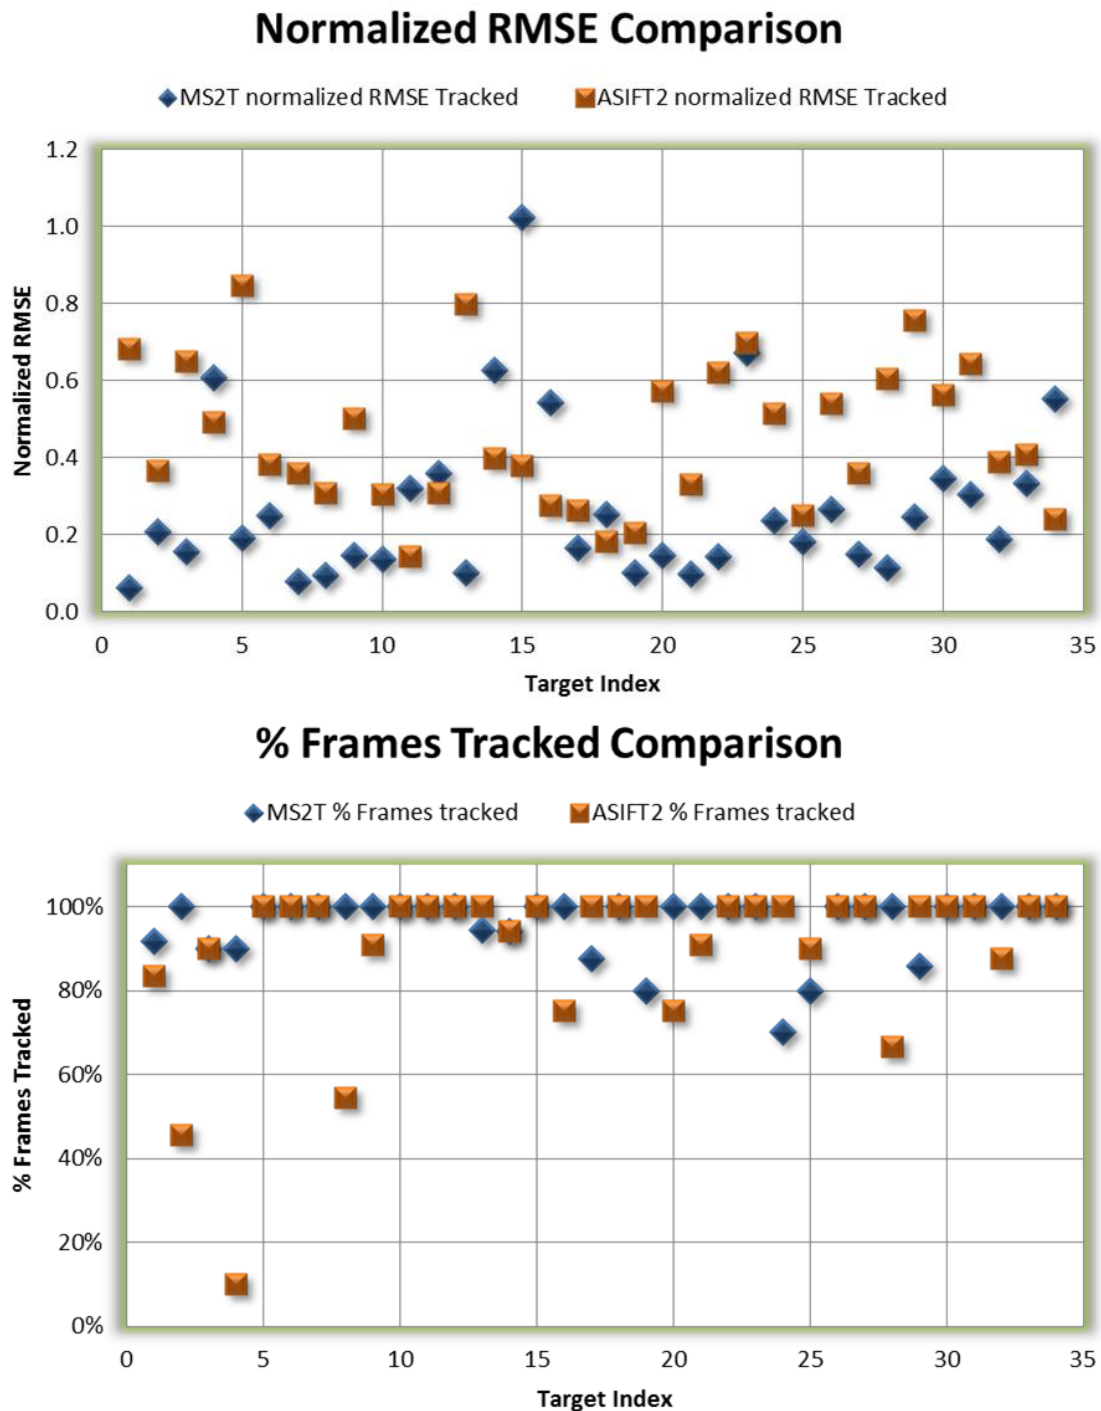 Normalized RMSE Comparison
MS2T normalized RMSE Tracked ASIFT2 normalized RMSE Tracked
1.2
1.0
0.8
0.6
0.4
0.2
0.0
Normalized RMSE
0 5 10 15 20 25 30 35
Target Index
% Frames Tracked Comparison
MS2T % Frames tracked ASIFT2 % Frames tracked
100%
80%
60%
40%
20%
0%
% Frames Tracked
0 5 10 15 20 25 30 35
Target Index